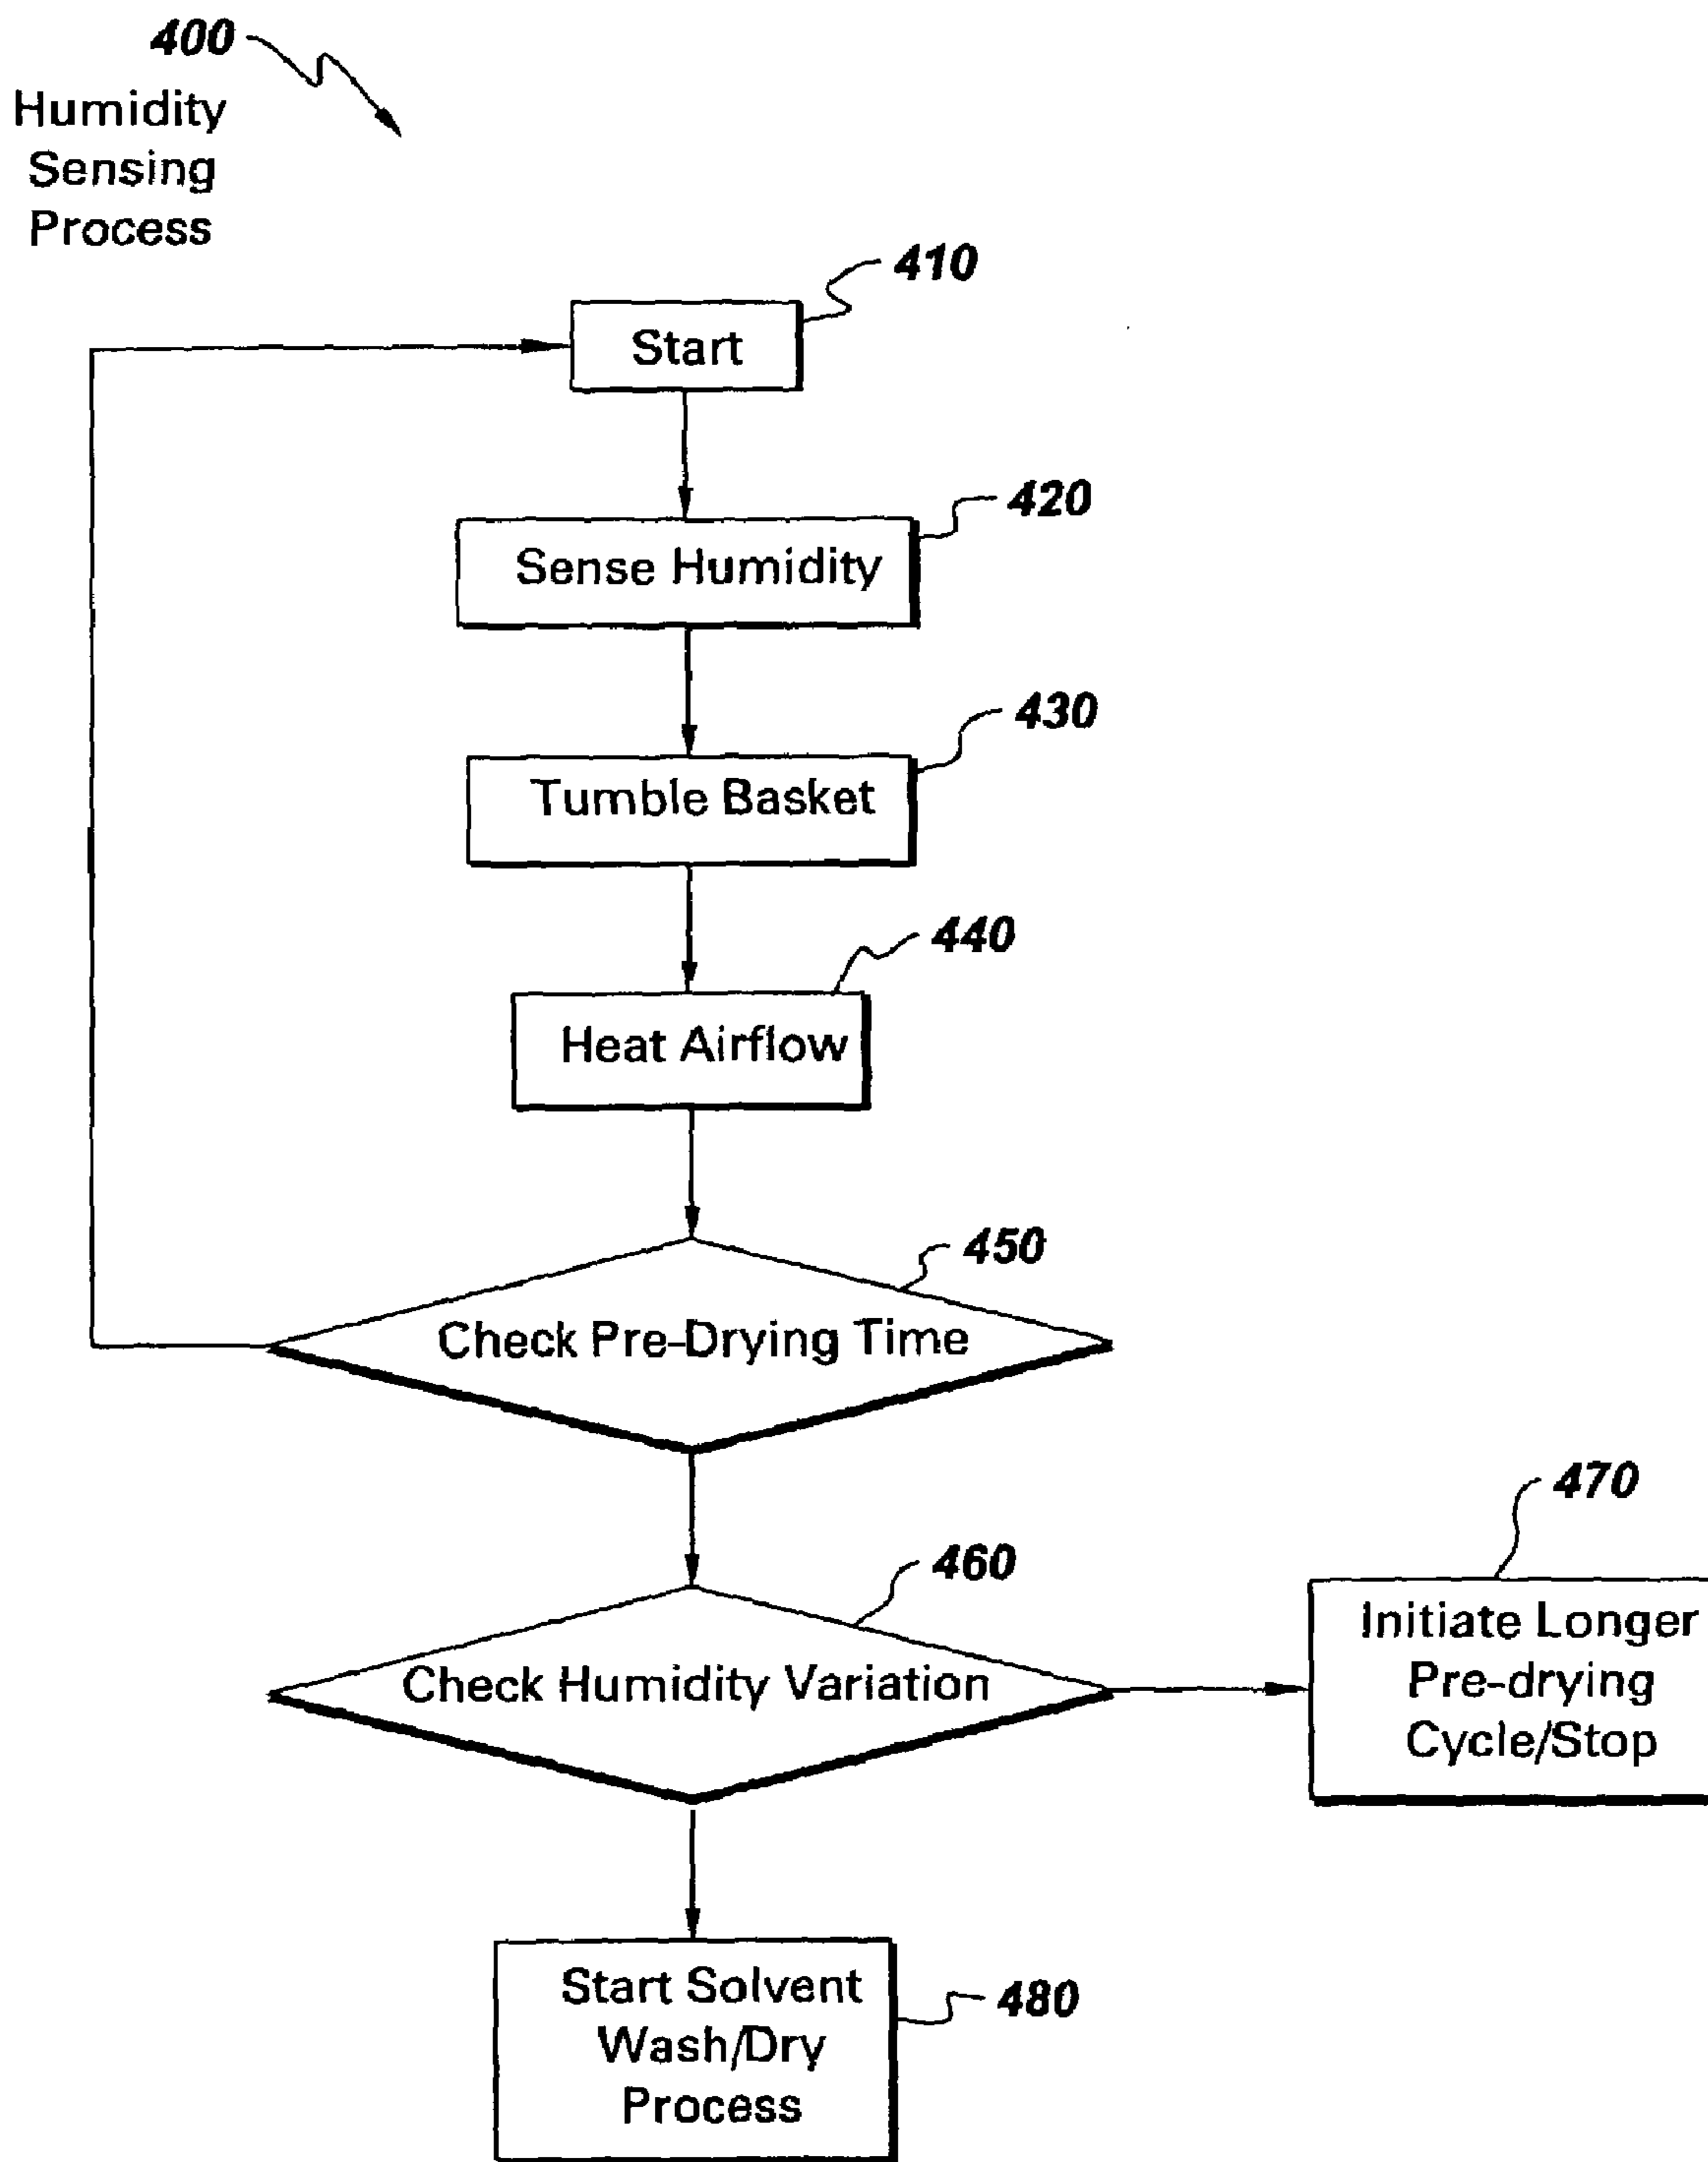 400
Humidity
Sensing
Process
410
Start
420
Sense Humidity
430
Tumble Basket
440
Heat Airflow
450
Check Pre-Drying Time
460
Check Humidity Variation
470
Initiate Longer
Pre-drying
Cycle/Stop
480
Start Solvent
Wash/Dry
Process